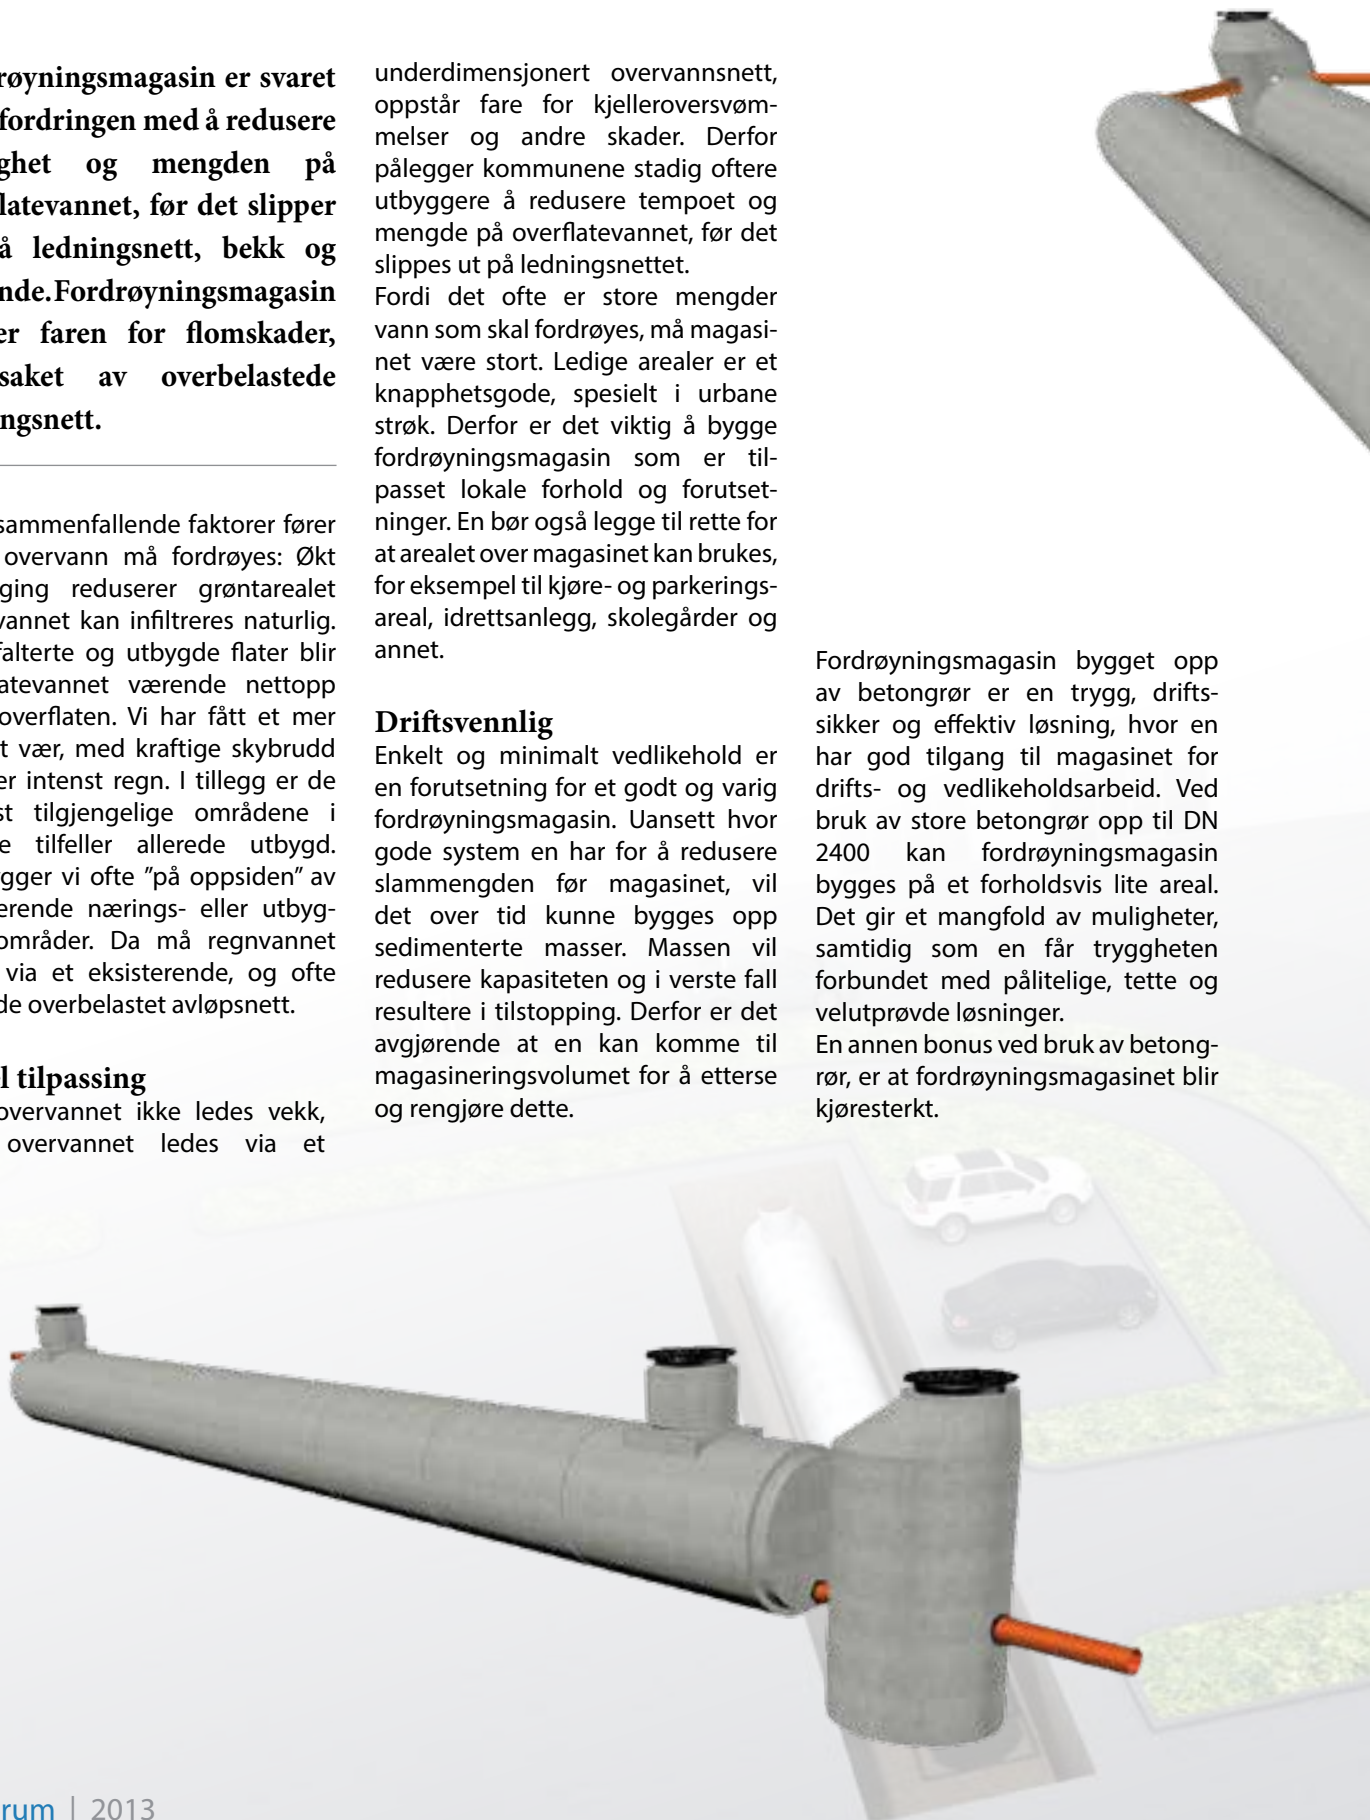 røyningsmagasin er svaret
fordringen med å redusere
ghet og mengden på
latevannet, før det slipper
å ledningsnett, bekk og
nde. Fordrøyningsmagasin
er faren for flomskader,
saket av overbelastede
ngsnett.
sammenfallende faktorer fører
overvann må fordrøyes: Økt
ging reduserer grøntarealet
vannet kan infiltreres naturlig.
falterte og utbygde flater blir
atevannet værende nettopp
overflaten. Vi har fått et mer
t vær, med kraftige skybrudd
er intenst regn. I tillegg er de
st tilgjengelige områdene i
e tilfeller allerede utbygd.
gger vi ofte ”på oppsiden” av
erende nærings- eller utbyg-
områder. Da må regnvannet
via et eksisterende, og ofte
de overbelastet avløpsnett.
l tilpassing
overvannet ikke ledes vekk,
overvannet ledes via et
underdimensjonert overvannsnett,
oppstår fare for kjelleroversvøm-
melser og andre skader. Derfor
pålegger kommunene stadig oftere
utbyggere å redusere tempoet og
mengde på overflatevannet, før det
slippes ut på ledningsnettet.
Fordi det ofte er store mengder
vann som skal fordrøyes, må magasi-
net være stort. Ledige arealer er et
knapphetsgode, spesielt i urbane
strøk. Derfor er det viktig å bygge
fordrøyningsmagasin som er til-
passet lokale forhold og forutset-
ninger. En bør også legge til rette for
at arealet over magasinet kan brukes,
for eksempel til kjøre- og parkerings-
areal, idrettsanlegg, skolegårder og
annet.
Driftsvennlig
Enkelt og minimalt vedlikehold er
en forutsetning for et godt og varig
fordrøyningsmagasin. Uansett hvor
gode system en har for å redusere
slammengden før magasinet, vil
det over tid kunne bygges opp
sedimenterte masser. Massen vil
redusere kapasiteten og i verste fall
resultere i tilstopping. Derfor er det
avgjørende at en kan komme til
magasineringsvolumet for å etterse
og rengjøre dette.
Fordrøyningsmagasin bygget opp
av betongrør er en trygg, drifts-
sikker og effektiv løsning, hvor en
har god tilgang til magasinet for
drifts- og vedlikeholdsarbeid. Ved
bruk av store betongrør opp til DN
2400 kan fordrøyningsmagasin
bygges på et forholdsvis lite areal.
Det gir et mangfold av muligheter,
samtidig som en får tryggheten
forbundet med pålitelige, tette og
velutprøvde løsninger.
En annen bonus ved bruk av betong-
rør, er at fordrøyningsmagasinet blir
kjøresterkt.
rum | 2013